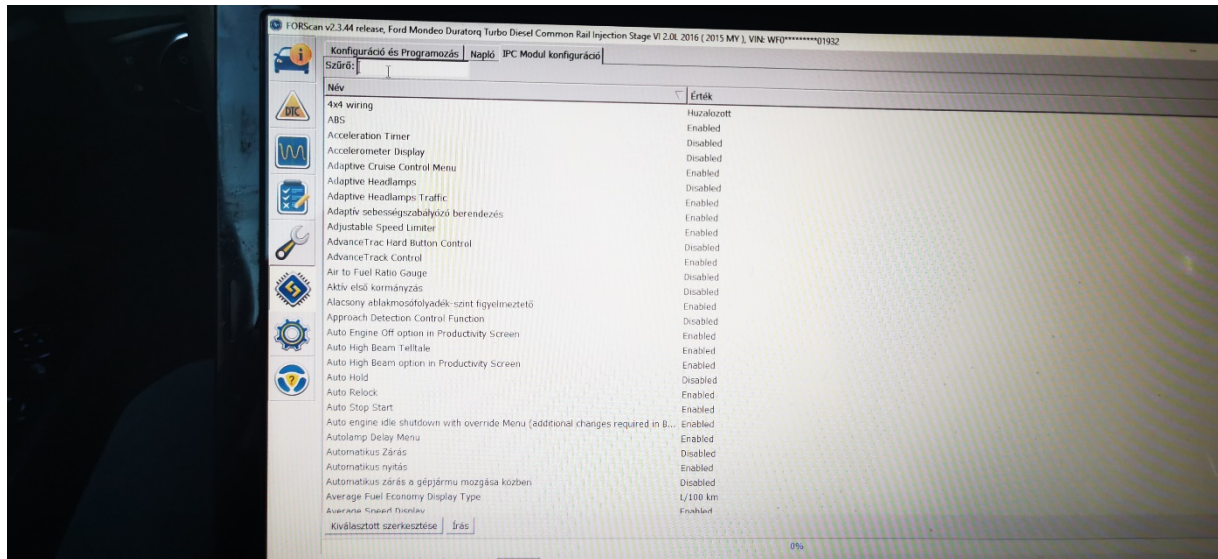 FORScan v2.3.44 release, Ford Mondeo Duratorq Turbo Diesel Common Rail Injection Stage VI 2.0L 2016 ( 2015 MY ), VIN: WF0*********01932
Konfiguráció és Programozás Napló IPC Modul konfiguráció
Szűrő:
Név Érték
4x4 wiring Huzalozott
ABS Enabled
Acceleration Timer Disabled
Accelerometer Display Disabled
Adaptive Cruise Control Menu Enabled
Adaptive Headlamps Disabled
Adaptive Headlamps Traffic Enabled
Adaptív sebességszabályozó berendezés Enabled
Adjustable Speed Limiter Enabled
AdvanceTrac Hard Button Control Disabled
AdvanceTrack Control Enabled
Air to Fuel Ratio Gauge Disabled
Aktív első kormányzás Disabled
Alacsony ablakmosófolyadék-szint figyelmeztető Enabled
Approach Detection Control Function Disabled
Auto Engine Off option in Productivity Screen Enabled
Auto High Beam Telltale Enabled
Auto High Beam option in Productivity Screen Enabled
Auto Hold Disabled
Auto Relock Enabled
Auto Stop Start Enabled
Auto engine idle shutdown with override Menu (additional changes required in B... Enabled
Autolamp Delay Menu Enabled
Automatikus Zárás Disabled
Automatikus nyitás Enabled
Automatikus zárás a gépjármu mozgása közben Disabled
Average Fuel Economy Display Type L/100 km
Average Speed Display Enabled
Kiválasztott szerkesztése Írás
0%
DTC